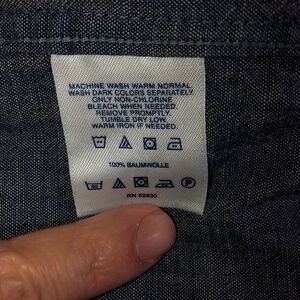 MACHINE WASH WARM NORMAL.
WASH DARK COLORS SEPARATELY.
ONLY NON-CHLORINE
BLEACH WHEN NEEDED.
REMOVE PROMPTLY.
TUMBLE DRY LOW.
WARM IRON IF NEEDED.
100% BAUMWOLLE
P
RN 62930